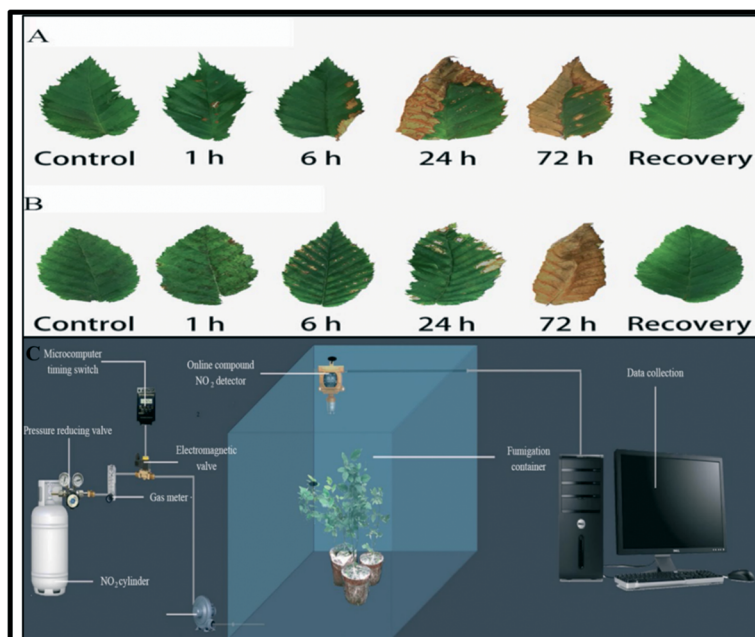 A
Control 1 h 6 h 24 h 72 h Recovery
B
Control 1 h 6 h 24 h 72 h Recovery
C
Microcomputer
timing switch
Online compound
NO2 detector
Data collection
Pressure reducing valve
Electromagnetic
valve
Fumigation
container
Gas meter
NO2 cylinder